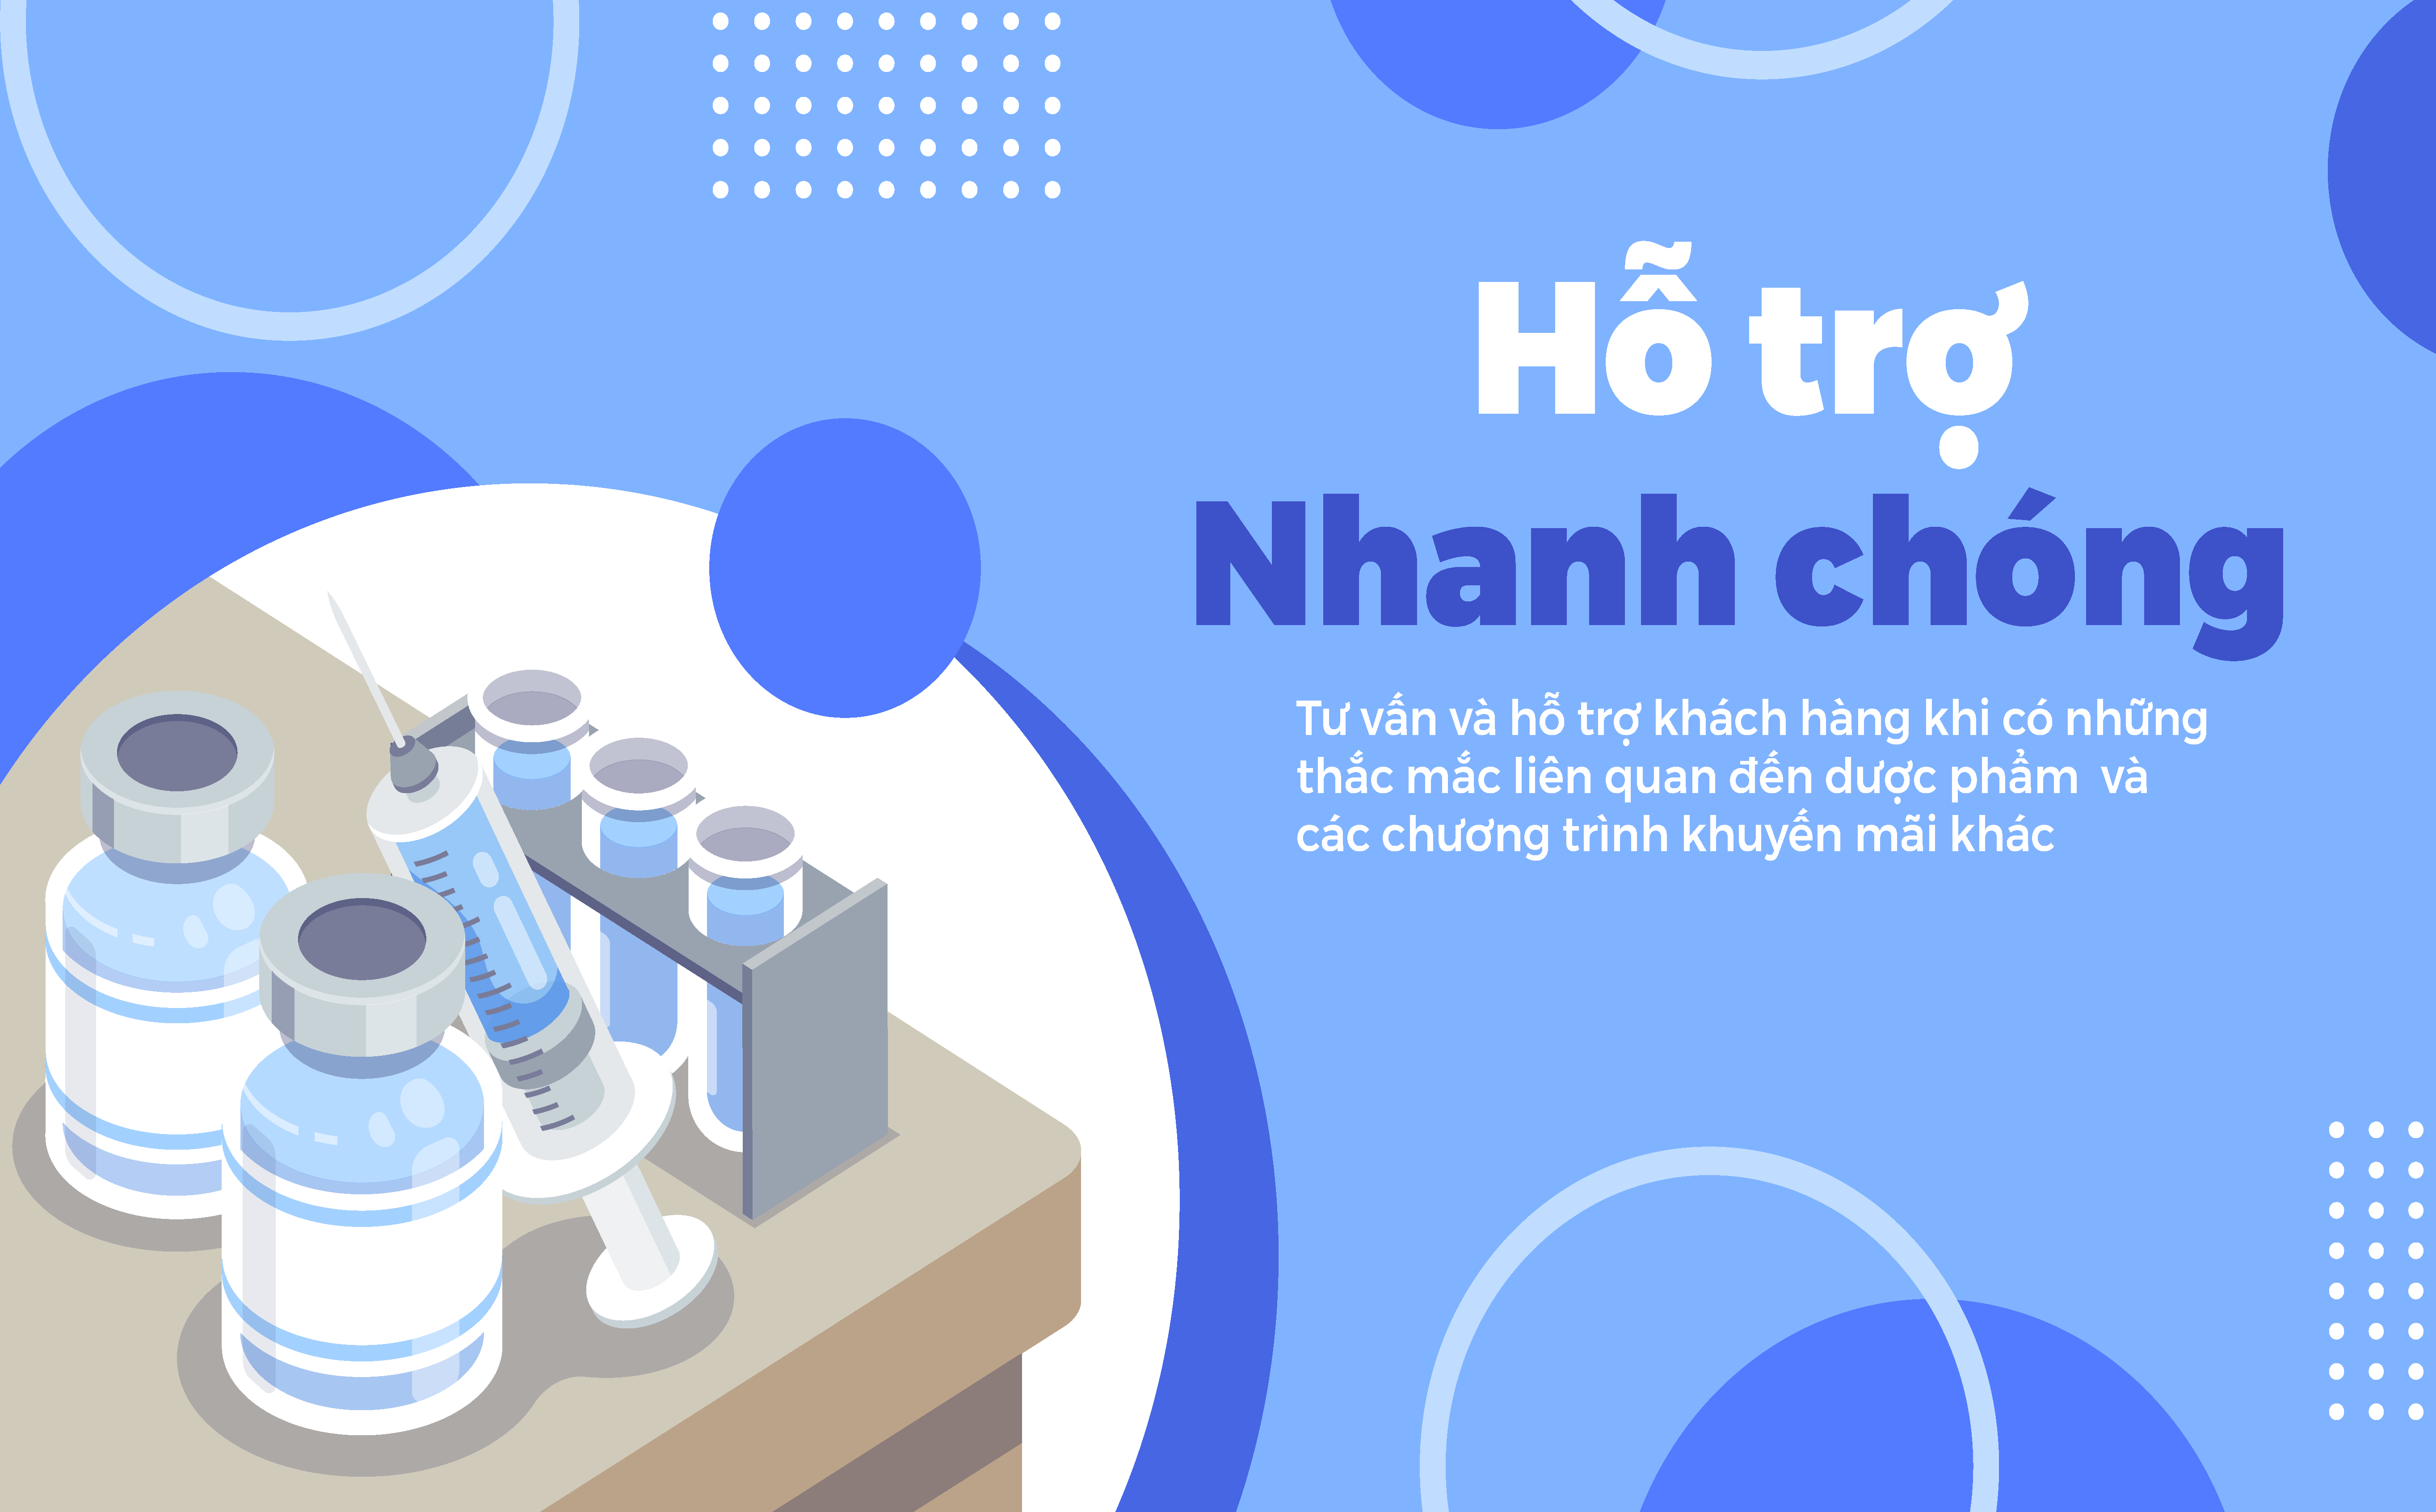 Hỗ trợ
Nhanh chóng
Tư vấn và hỗ trợ khách hàng khi có những
thắc mắc liên quan đến dược phẩm và
các chương trình khuyến mãi khác